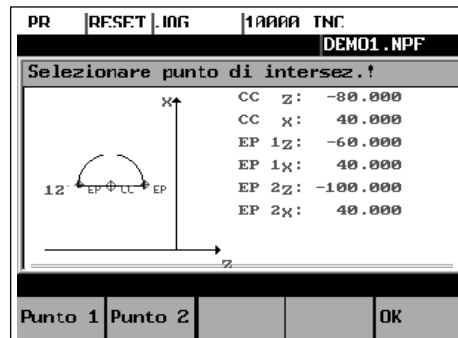 PR RESET JOG 10000 INC
DEMO1.NPF
Selezionare punto di intersez.!
X
CC Z: -80.000
CC X: 40.000
EP 1Z: -60.000
EP 1X: 40.000
EP 2Z: -100.000
EP 2X: 40.000
12 EP CC EP
Z
Punto 1 Punto 2 OK